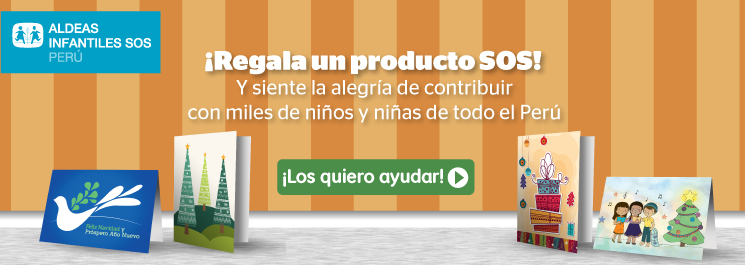 ALDEAS
INFANTILES SOS
PERÚ
¡Regala un producto SOS!
Y siente la alegría de contribuir
con miles de niños y niñas de todo el Perú
¡Los quiero ayudar!
Feliz Navidad y
Próspero Año Nuevo